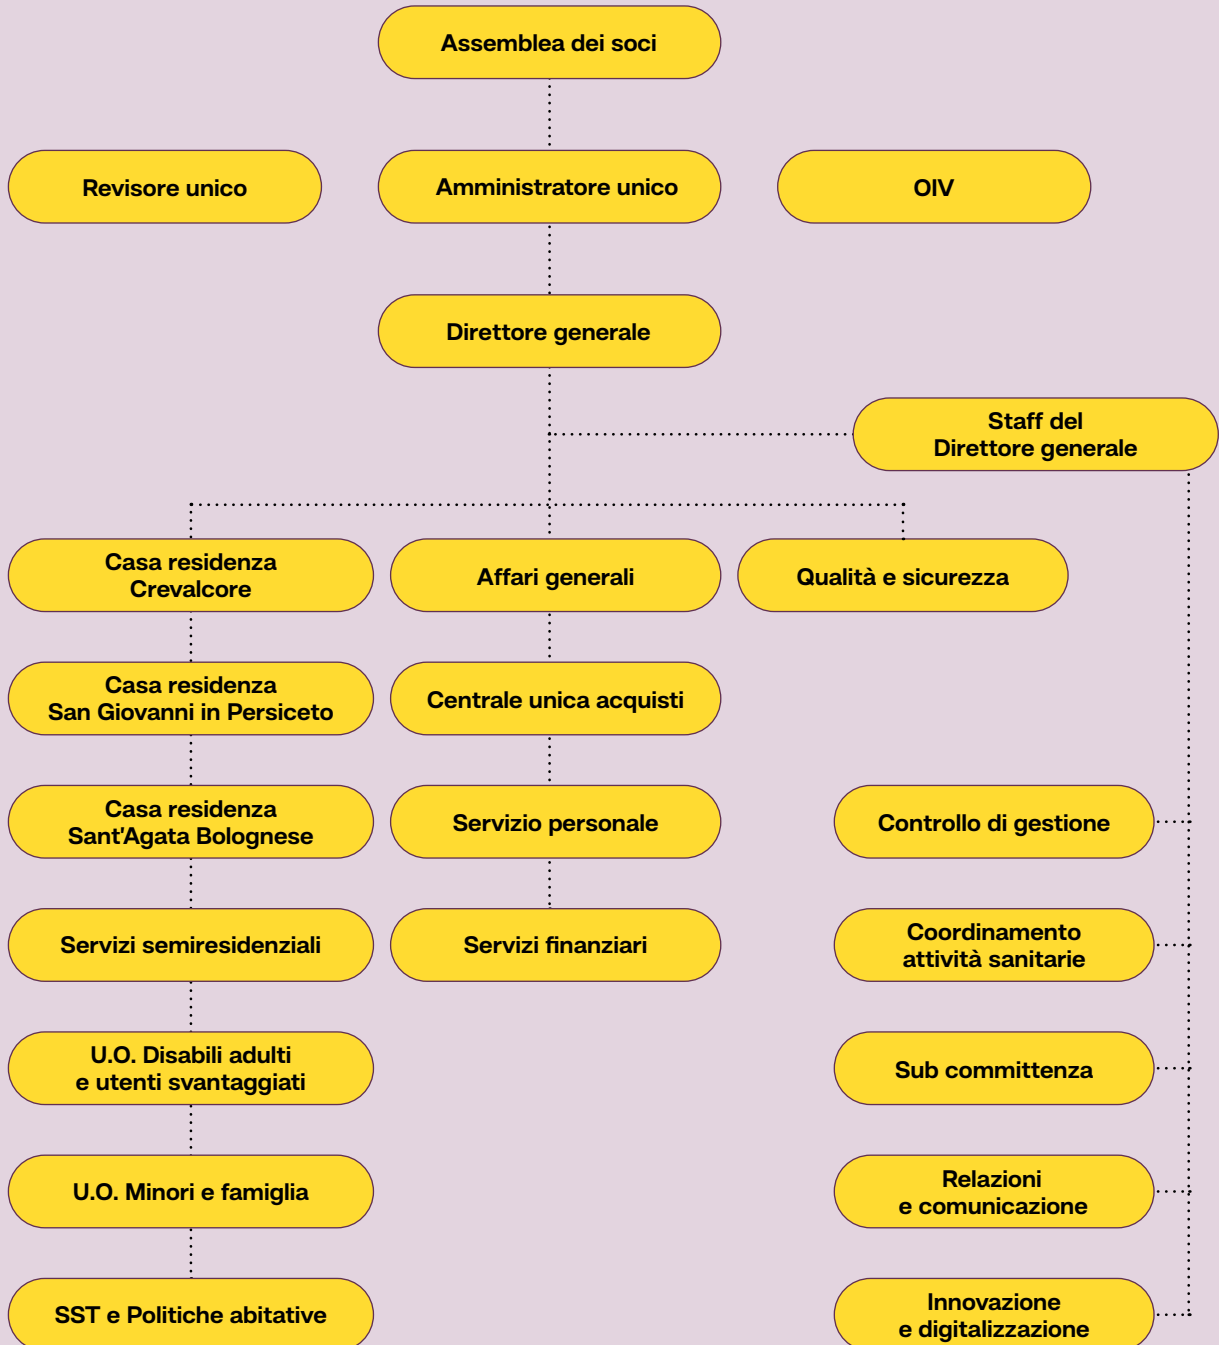 Assemblea dei soci
Revisore unico
Amministratore unico
OIV
Direttore generale
Staff del
Direttore generale
Casa residenza
Crevalcore
Affari generali
Qualità e sicurezza
Casa residenza
San Giovanni in Persiceto
Centrale unica acquisti
Casa residenza
Sant'Agata Bolognese
Servizio personale
Controllo di gestione
Servizi semiresidenziali
Servizi finanziari
Coordinamento
attività sanitarie
U.O. Disabili adulti
e utenti svantaggiati
Sub committenza
U.O. Minori e famiglia
Relazioni
e comunicazione
SST e Politiche abitative
Innovazione
e digitalizzazione